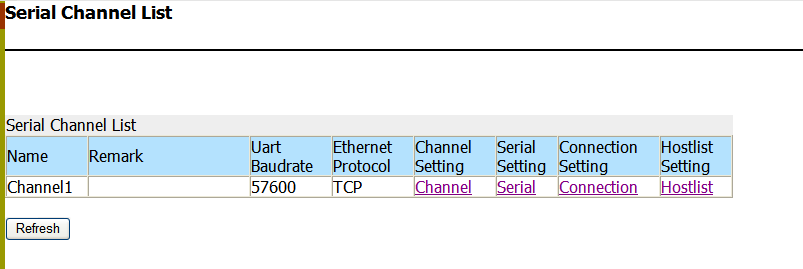 Serial Channel List
Serial Channel List
Name Remark Uart Baudrate Ethernet Protocol Channel Setting Serial Setting Connection Setting Hostlist Setting
Channel1 57600 TCP Channel Serial Connection Hostlist
Refresh